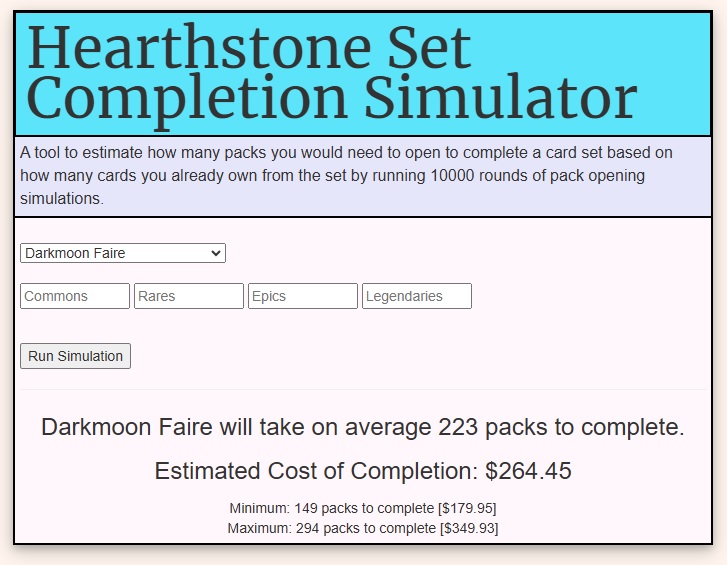 Hearthstone Set
Completion Simulator
A tool to estimate how many packs you would need to open to complete a card set based on
how many cards you already own from the set by running 10000 rounds of pack opening
simulations.
Darkmoon Faire
Commons Rares Epics Legendaries
Run Simulation
Darkmoon Faire will take on average 223 packs to complete.
Estimated Cost of Completion: $264.45
Minimum: 149 packs to complete [$179.95]
Maximum: 294 packs to complete [$349.93]